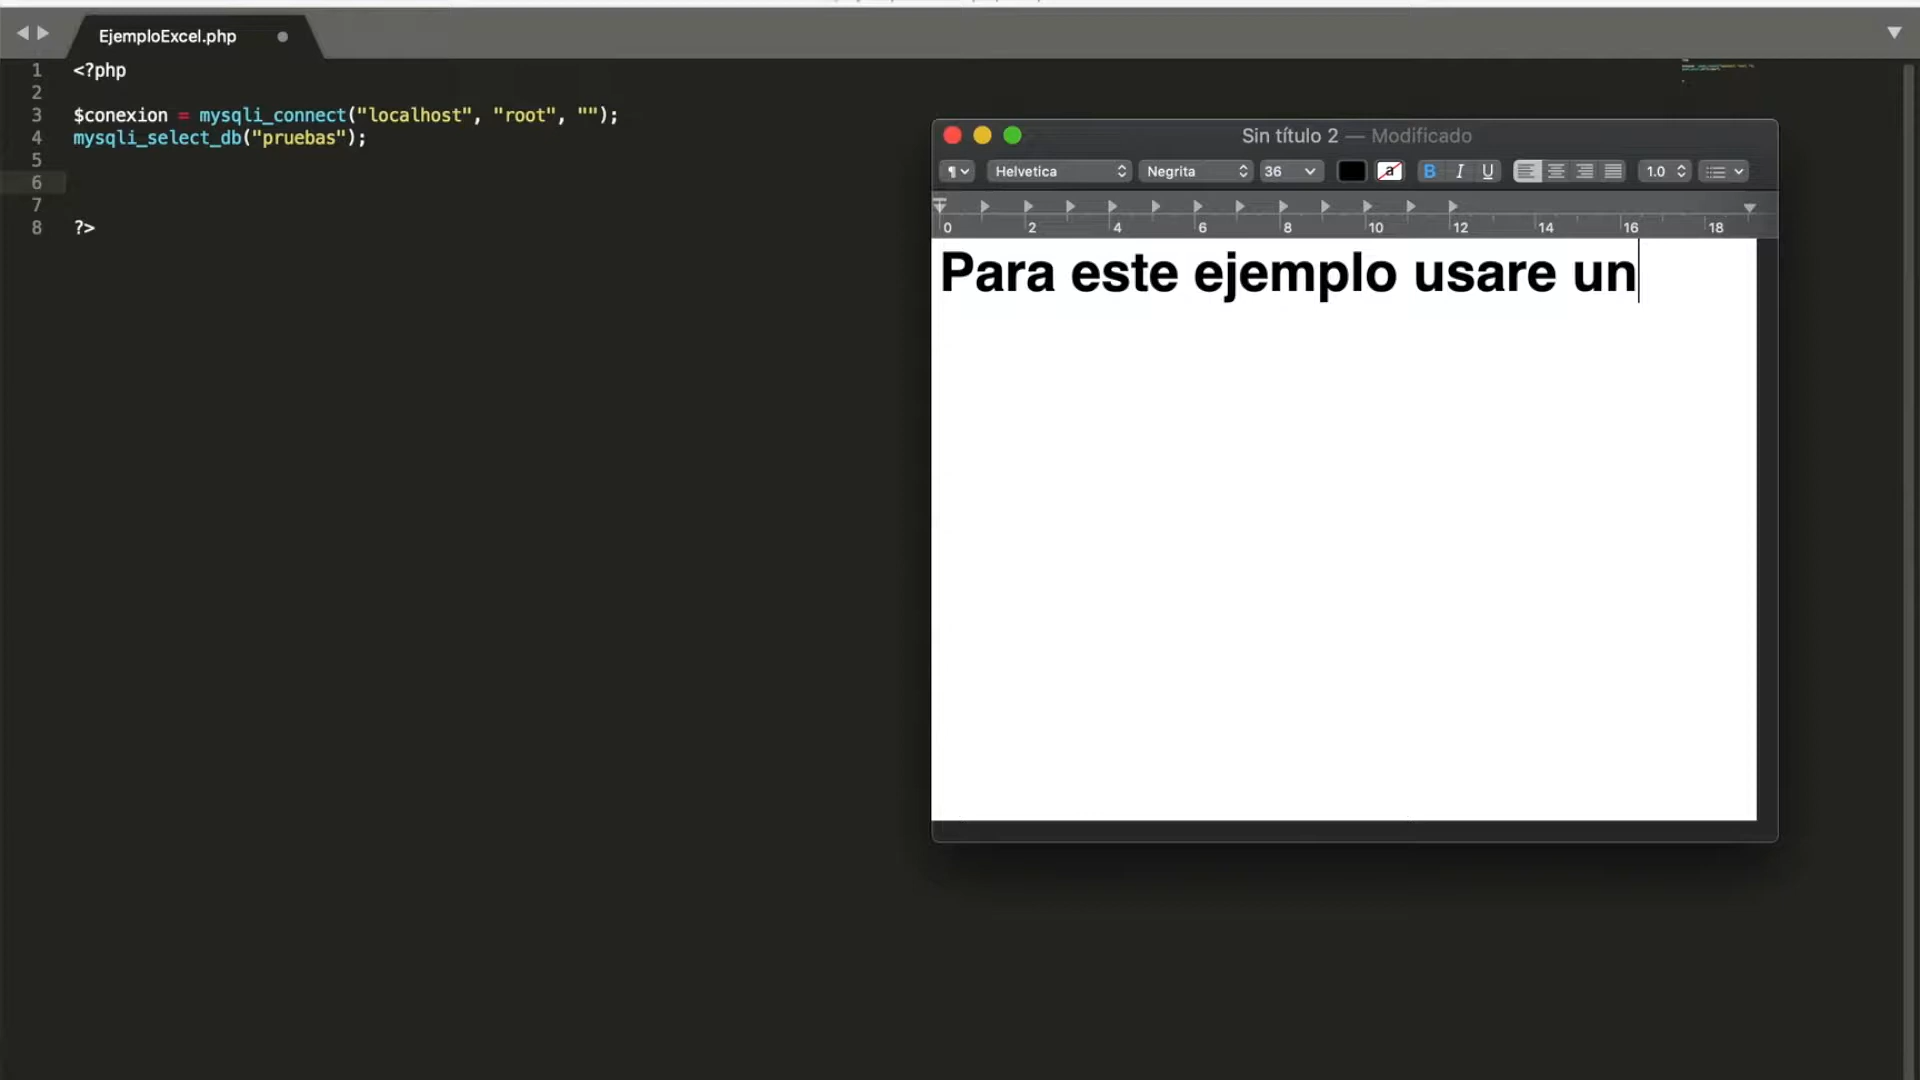 EjemploExcel.php
1 <?php
2
3 $conexion = mysqli_connect("localhost", "root", "");
4 mysqli_select_db("pruebas");
5
6
7
8 ?>
Sin título 2 — Modificado
¶ Helvetica Negrita 36 a B I U 1.0
0 2 4 6 8 10 12 14 16 18
Para este ejemplo usare un